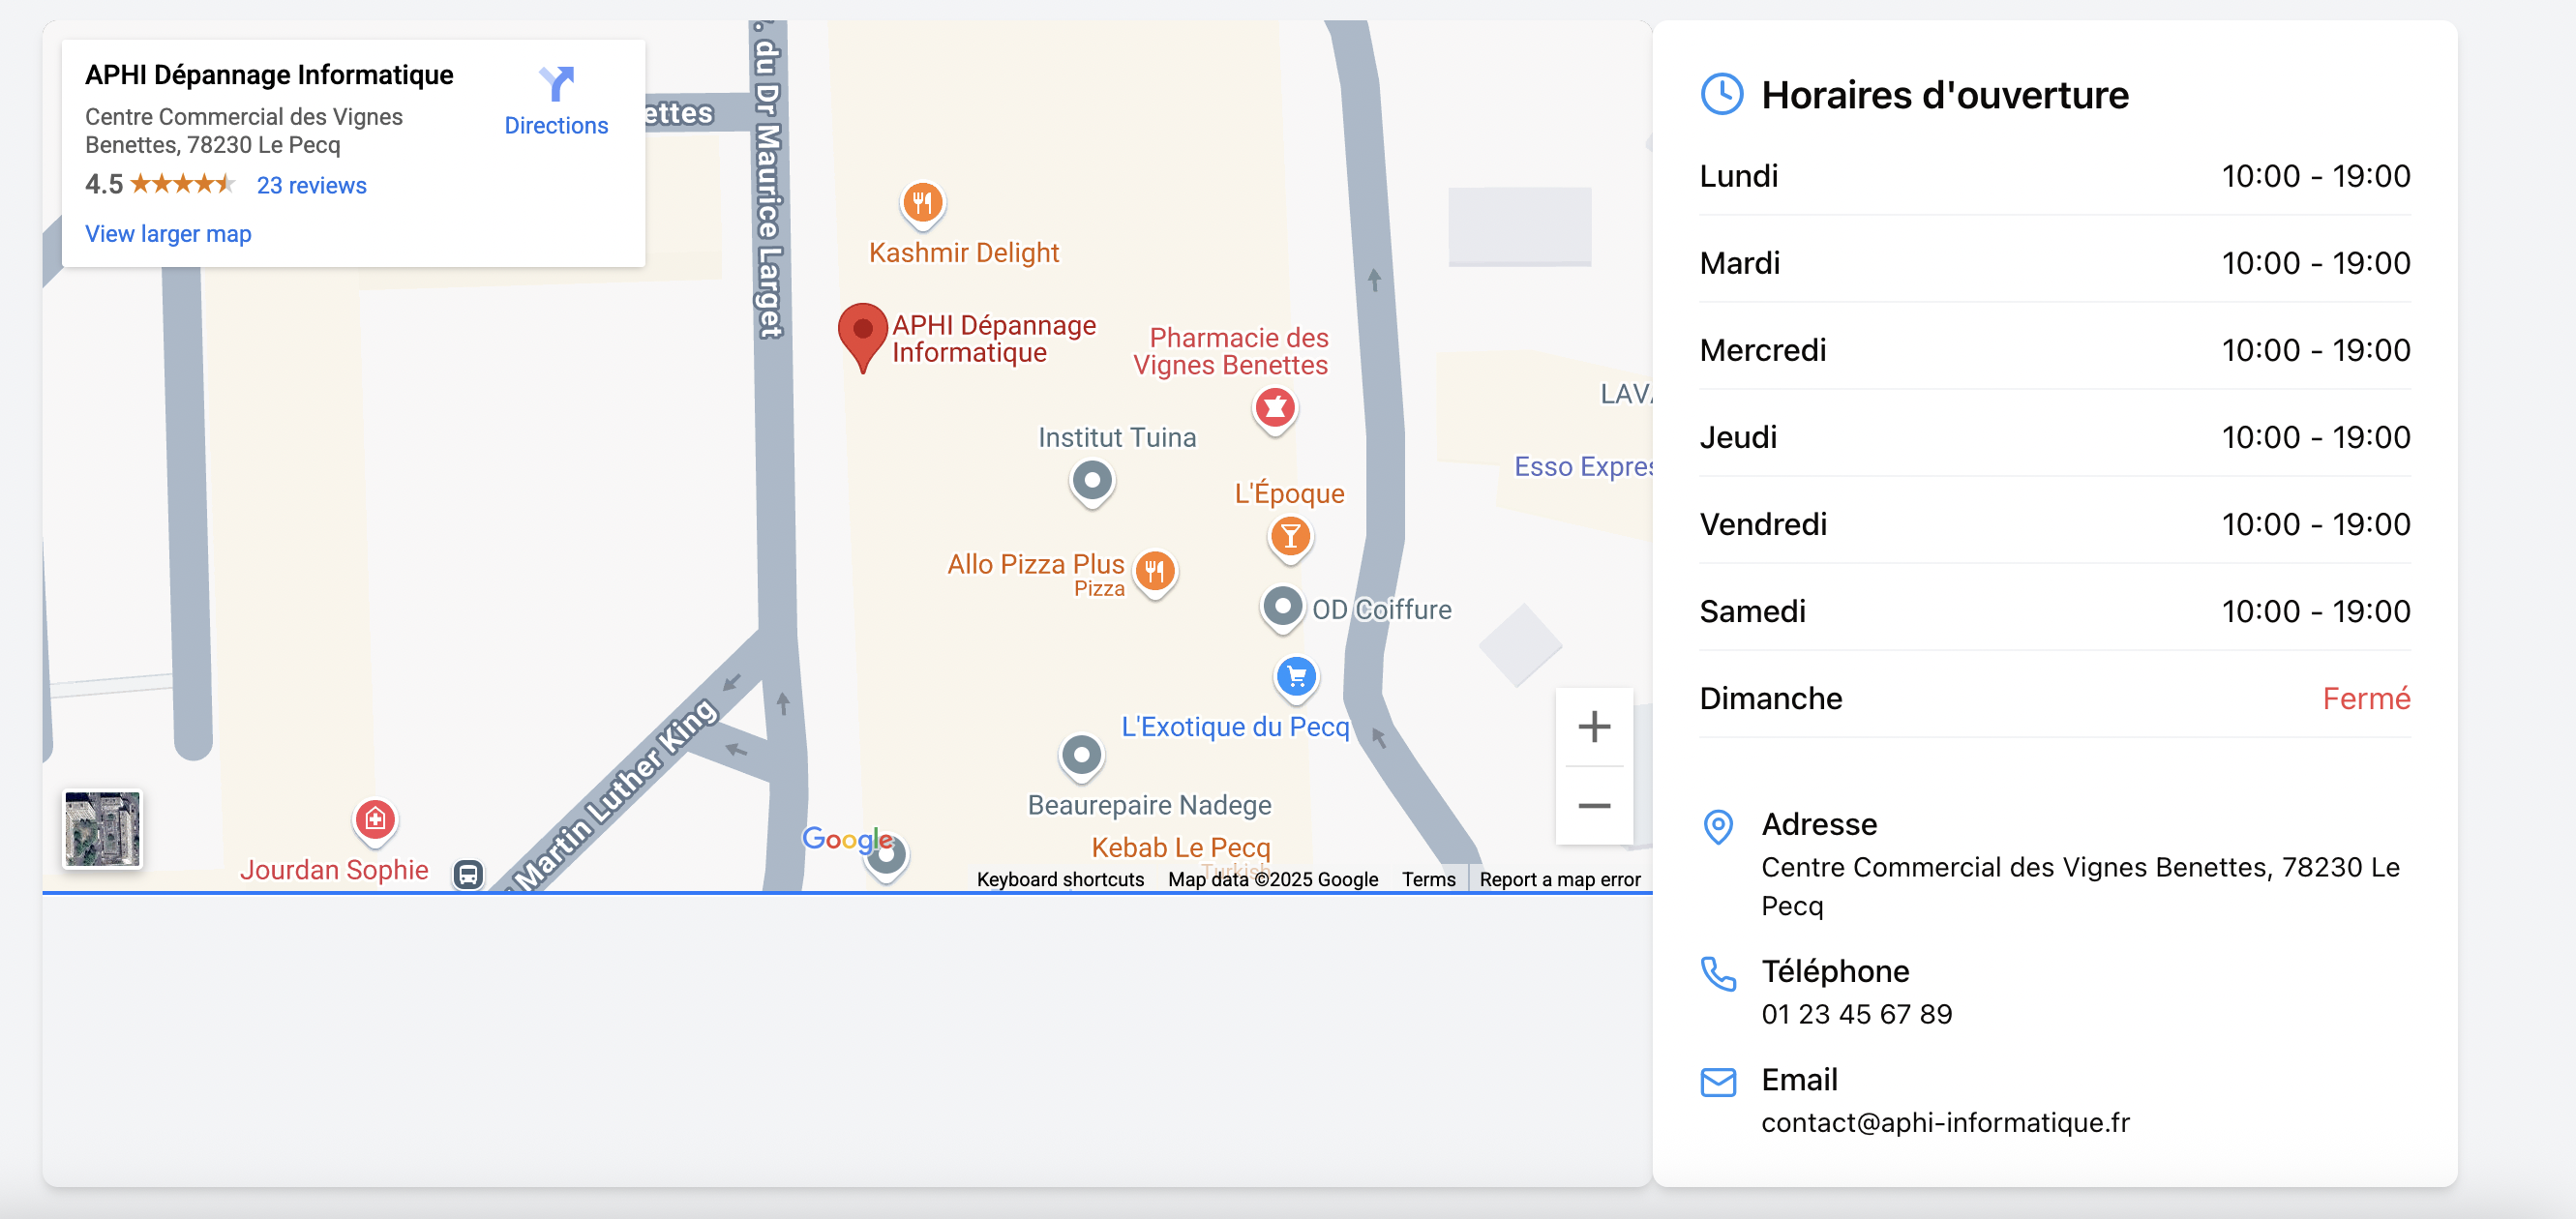 APHI Dépannage Informatique
Centre Commercial des Vignes
Benettes, 78230 Le Pecq
4.5
23 reviews
View larger map
Directions
ettes
. du Dr Maurice Larget
Kashmir Delight
APHI Dépannage
Informatique
Pharmacie des
Vignes Benettes
Institut Tuina
L'Époque
Allo Pizza Plus
Pizza
OD Coiffure
L'Exotique du Pecq
Beaurepaire Nadege
Kebab Le Pecq
Turkish
LAVA
Esso Expres
Martin Luther King
Jourdan Sophie
Google
Keyboard shortcuts
Map data ©2025 Google
Terms
Report a map error
Horaires d'ouverture
Lundi 10:00 - 19:00
Mardi 10:00 - 19:00
Mercredi 10:00 - 19:00
Jeudi 10:00 - 19:00
Vendredi 10:00 - 19:00
Samedi 10:00 - 19:00
Dimanche Fermé
Adresse
Centre Commercial des Vignes Benettes, 78230 Le
Pecq
Téléphone
01 23 45 67 89
Email
contact@aphi-informatique.fr